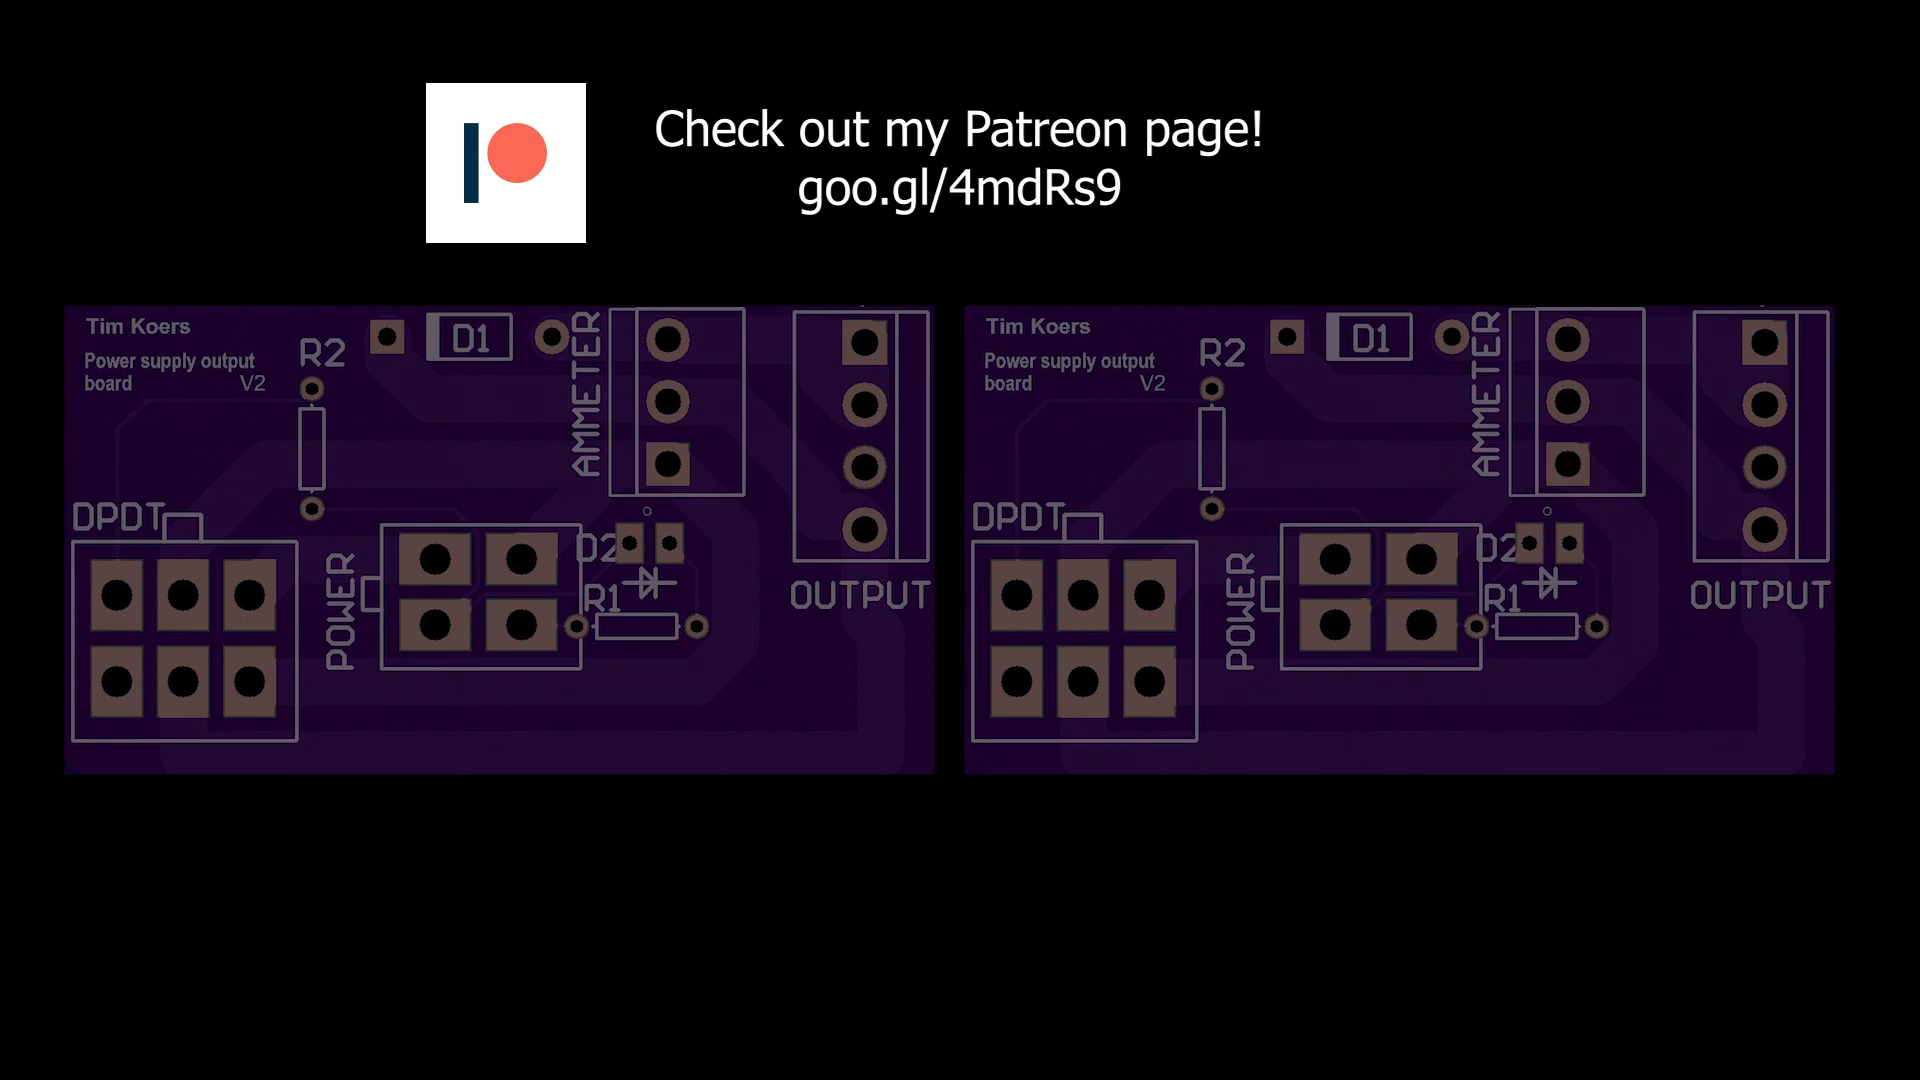 Check out my Patreon page!
goo.gl/4mdRs9
Tim Koers
Power supply output
board V2
R2
D1
AMMETER
DPDT
POWER
D2
R1
OUTPUT
Tim Koers
Power supply output
board V2
R2
D1
AMMETER
DPDT
POWER
D2
R1
OUTPUT